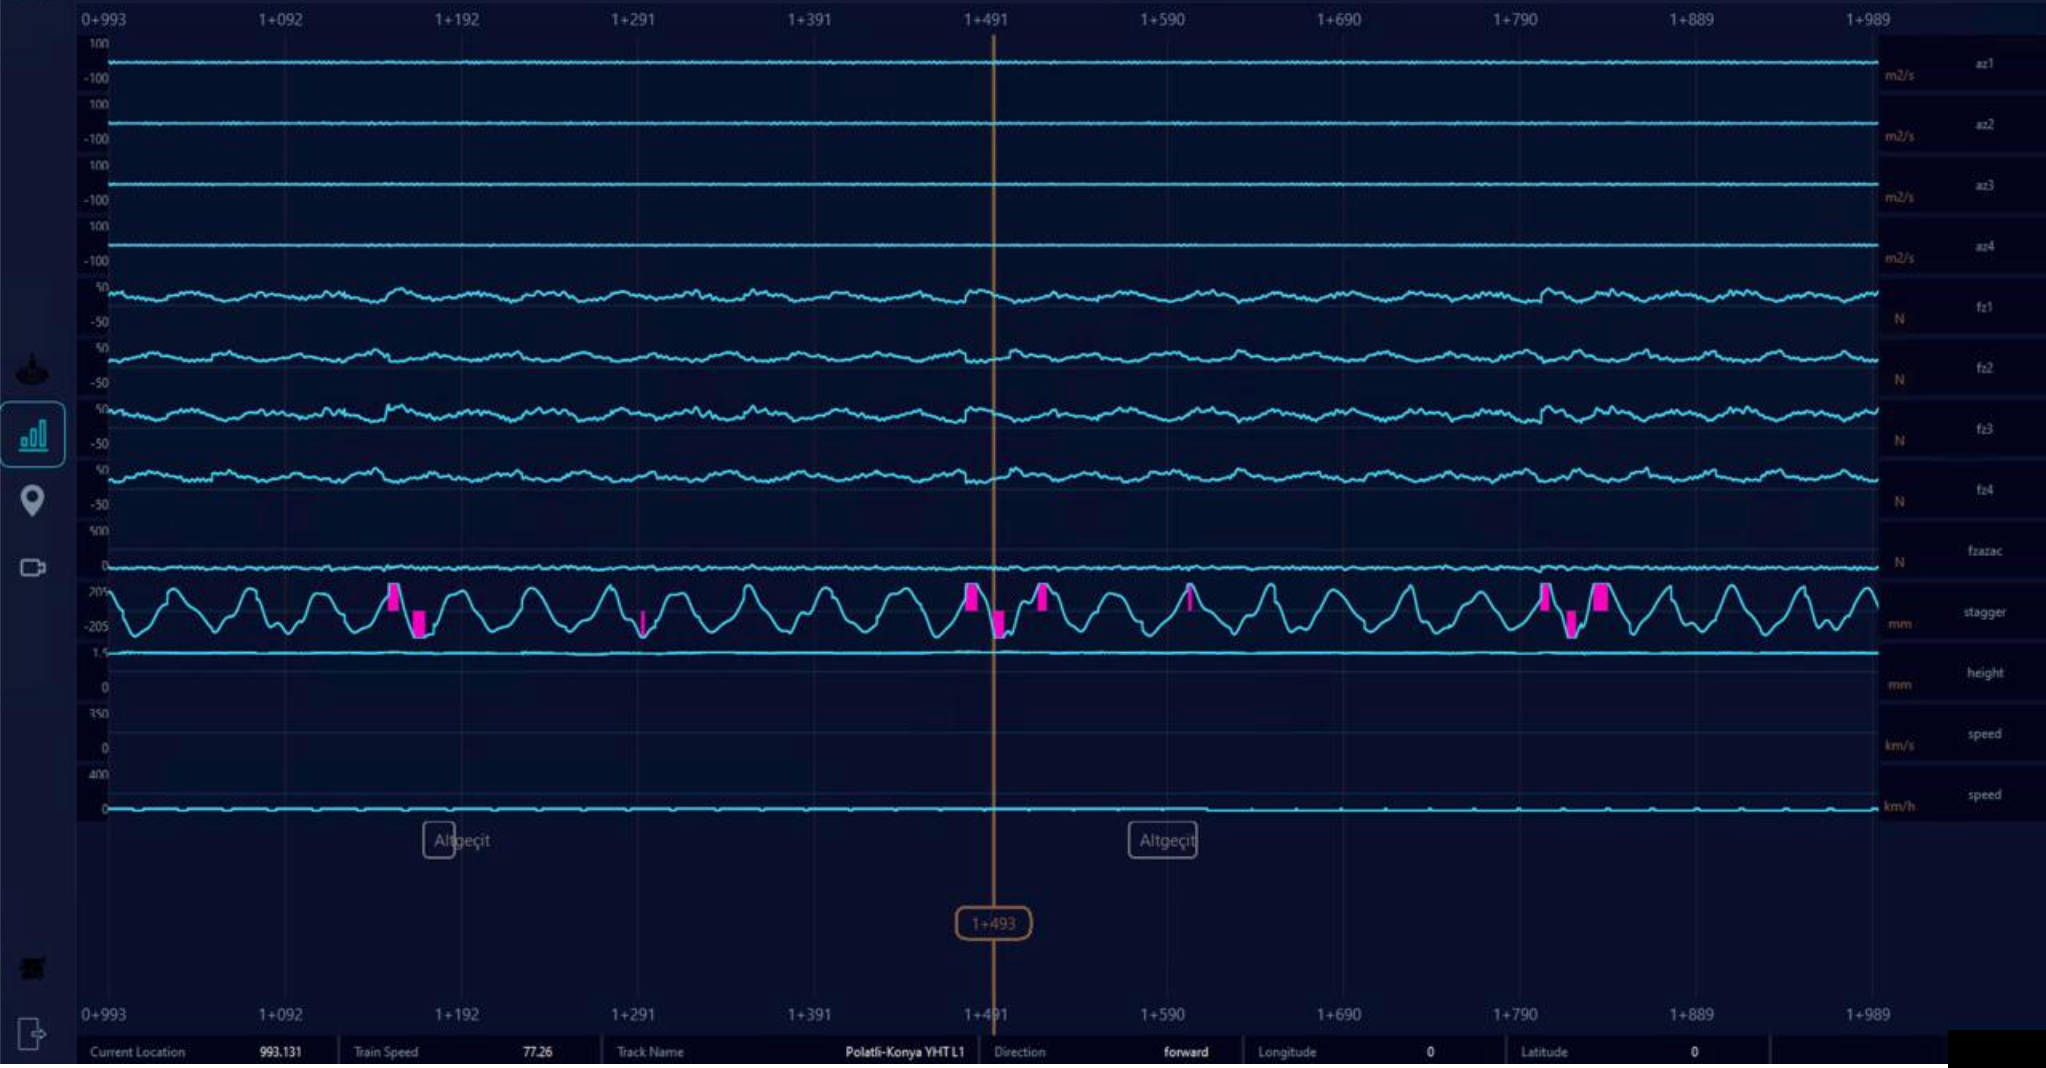 0+993 1+092 1+192 1+291 1+391 1+491 1+590 1+690 1+790 1+889 1+989
100
-100 m2/s az1
100
-100 m2/s az2
100
-100 m2/s az3
100
-100 m2/s az4
50
-50 N fz1
50
-50 N fz2
50
-50 N fz3
50
-50 N fz4
500
0 N fzazac
205
-205 mm stagger
1.5
0 mm height
350
0 km/s speed
400
0 km/h speed
Altgeçit Altgeçit
1+493
0+993 1+092 1+192 1+291 1+391 1+491 1+590 1+690 1+790 1+889 1+989
Current Location 993.131 Train Speed 77.26 Track Name Polatlı-Konya YHT L1 Direction forward Longitude 0 Latitude 0